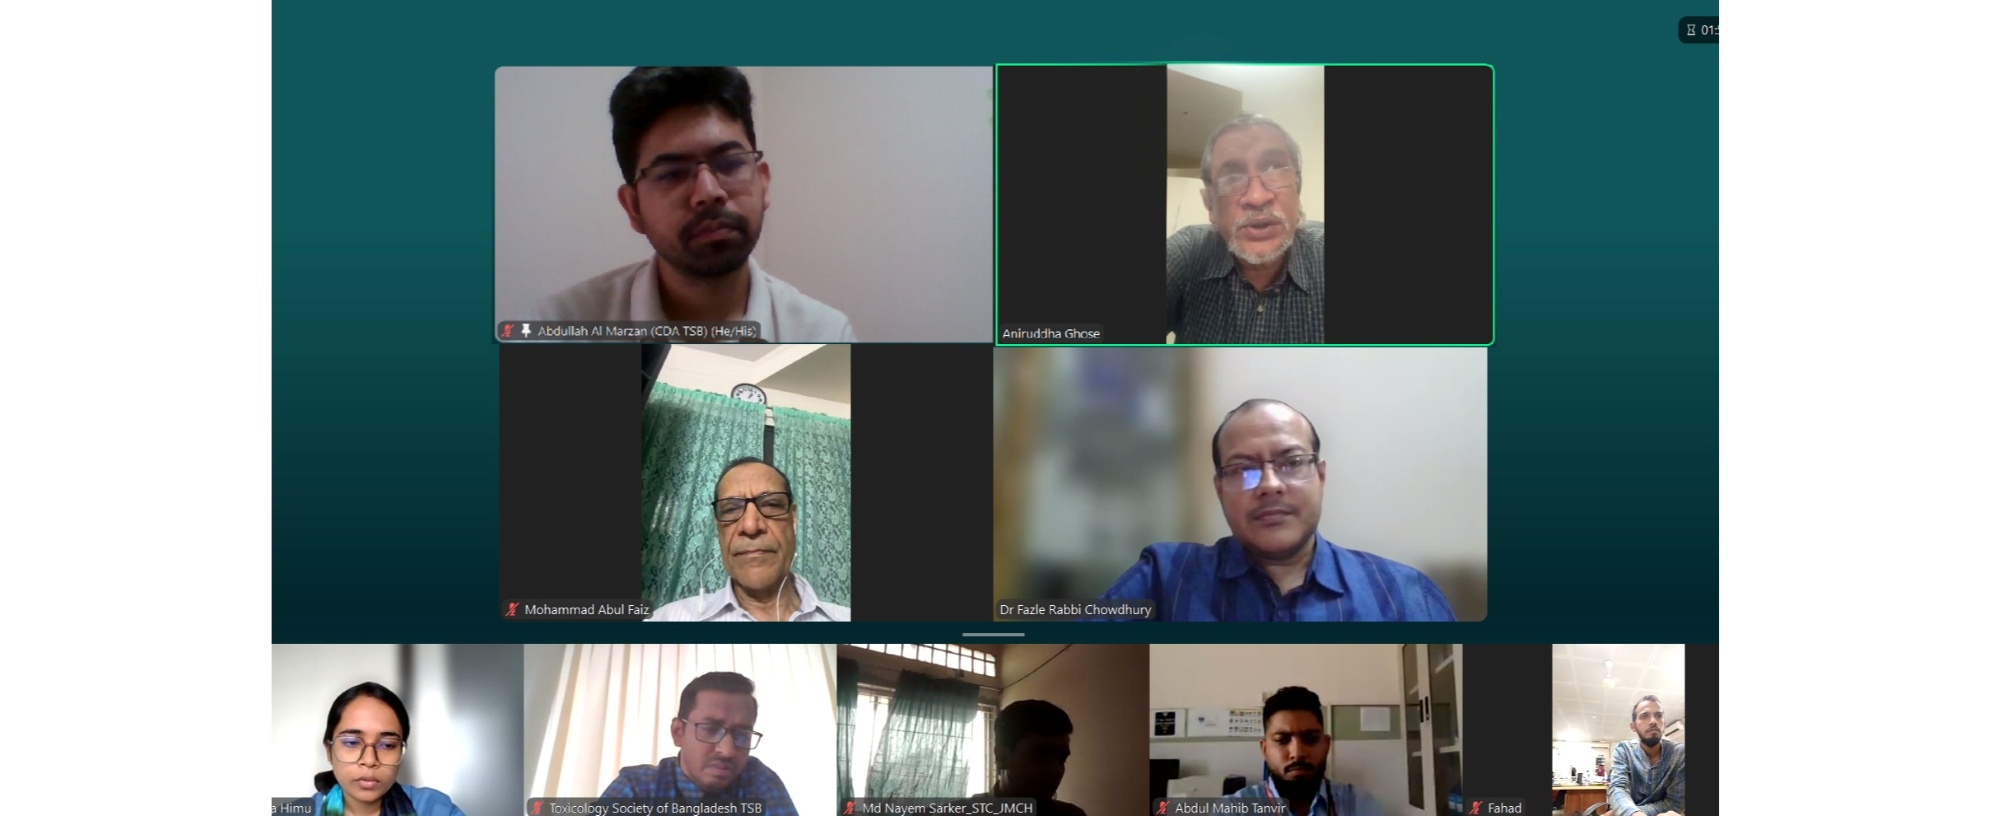 01:
Abdullah Al Marzan (CDA TSB) (He/His)
Aniruddha Ghose
Mohammad Abul Faiz
Dr Fazle Rabbi Chowdhury
a Himu
Toxicology Society of Bangladesh TSB
Md Nayem Sarker_STC_JMCH
Abdul Mahib Tanvir
Fahad